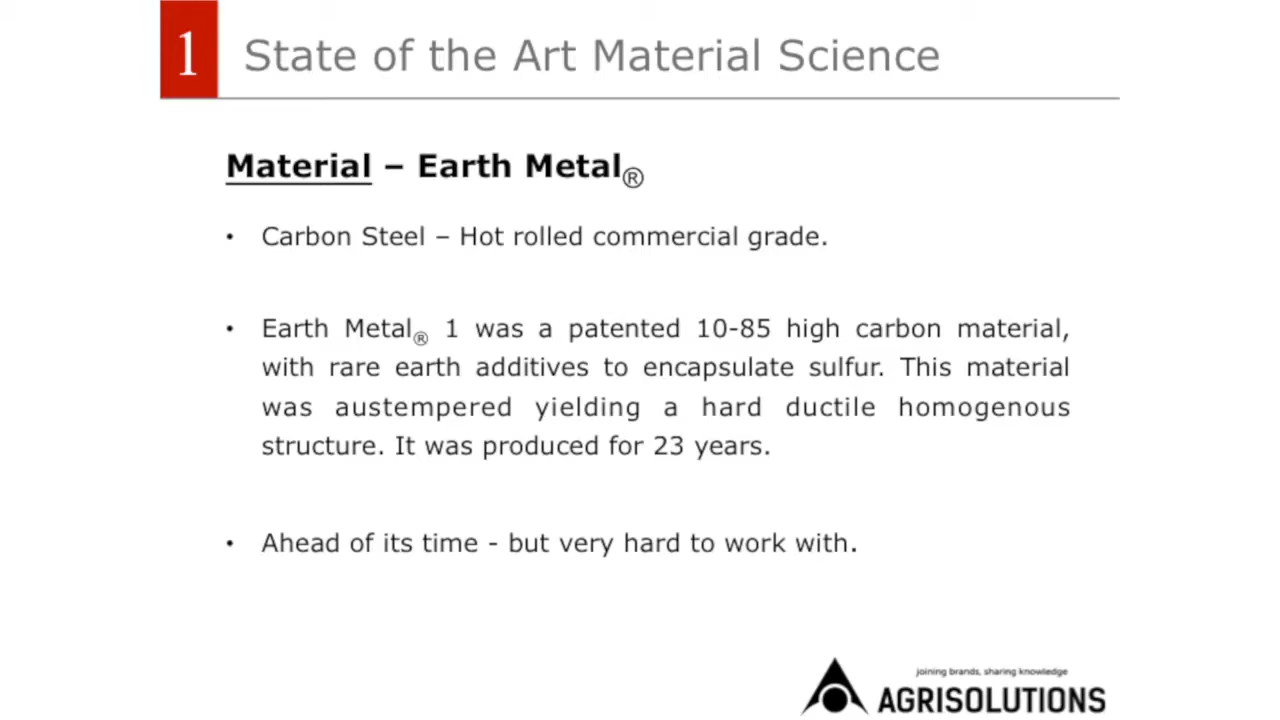 1 State of the Art Material Science
Material – Earth Metal®
• Carbon Steel – Hot rolled commercial grade.
• Earth Metal® 1 was a patented 10-85 high carbon material,
with rare earth additives to encapsulate sulfur. This material
was austempered yielding a hard ductile homogenous
structure. It was produced for 23 years.
• Ahead of its time - but very hard to work with.
joining brands, sharing knowledge
AGRISOLUTIONS